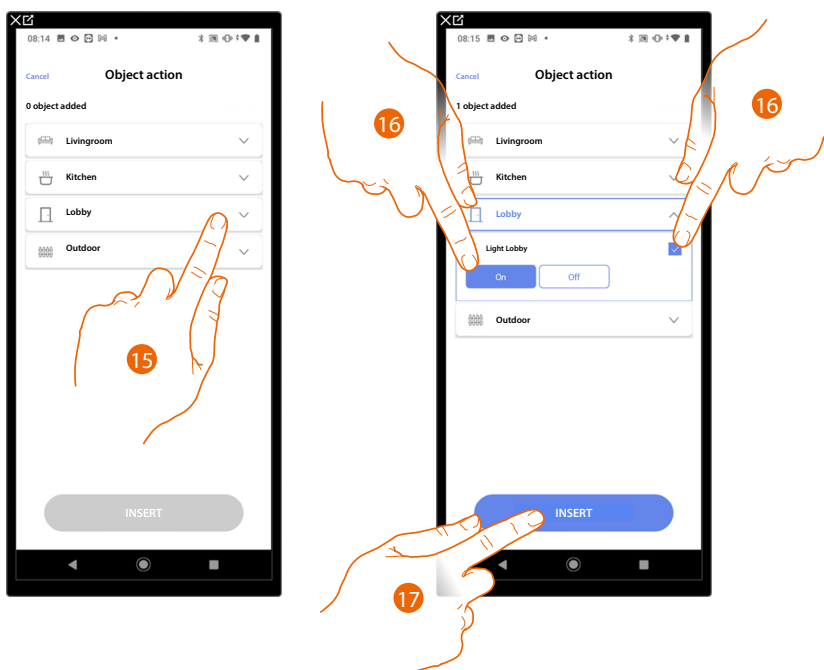 08:14
Cancel
Object action
0 object added
Livingroom
Kitchen
Lobby
Outdoor
15
INSERT
08:15
Cancel
Object action
1 object added
16
16
Livingroom
Kitchen
Lobby
Light Lobby
On
Off
Outdoor
INSERT
17